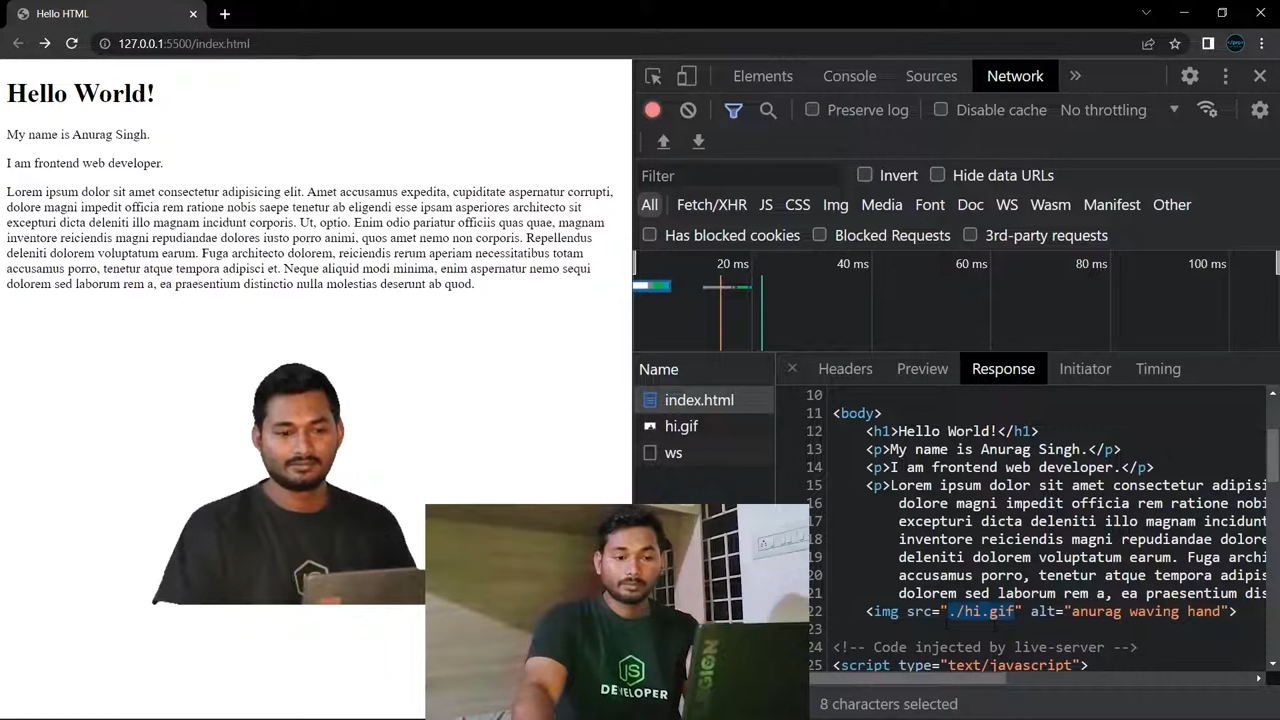 Hello HTML
127.0.0.1:5500/index.html
Hello World!
My name is Anurag Singh.
I am frontend web developer.
Lorem ipsum dolor sit amet consectetur adipisicing elit. Amet accusamus expedita, cupiditate aspernatur corrupti,
dolore magni impedit officia rem ratione nobis saepe tenetur ab eligendi esse ipsam asperiores architecto sit
excepturi dicta deleniti illo magnam incidunt corporis. Ut, optio. Enim odio pariatur officiis quas quae, magnam
inventore reiciendis magni repudiandae dolores iusto porro animi, quos amet nemo non corporis. Repellendus
deleniti dolorem voluptatum earum. Fuga architecto dolorem, reiciendis rerum aperiam necessitatibus totam
accusamus porro, tenetur atque tempora adipisci et. Neque aliquid modi minima, enim aspernatur nemo sequi
dolorem sed laborum rem a, ea praesentium distinctio nulla molestias deserunt ab quod.
JS
DEVELOPER
LEGION
Elements Console Sources Network
Preserve log Disable cache No throttling
Filter Invert Hide data URLs
All Fetch/XHR JS CSS Img Media Font Doc WS Wasm Manifest Other
Has blocked cookies Blocked Requests 3rd-party requests
20 ms 40 ms 60 ms 80 ms 100 ms
Name
index.html
hi.gif
ws
Headers Preview Response Initiator Timing
10
11 <body>
12 <h1>Hello World!</h1>
13 <p>My name is Anurag Singh.</p>
14 <p>I am frontend web developer.</p>
15 <p>Lorem ipsum dolor sit amet consectetur adipisi
16 dolore magni impedit officia rem ratione nobi
17 excepturi dicta deleniti illo magnam incidunt
18 inventore reiciendis magni repudiandae dolore
19 deleniti dolorem voluptatum earum. Fuga archi
20 accusamus porro, tenetur atque tempora adipis
21 dolorem sed laborum rem a, ea praesentium dis
22 <img src="./hi.gif" alt="anurag waving hand">
23
24 <!-- Code injected by live-server -->
25 <script type="text/javascript">
8 characters selected